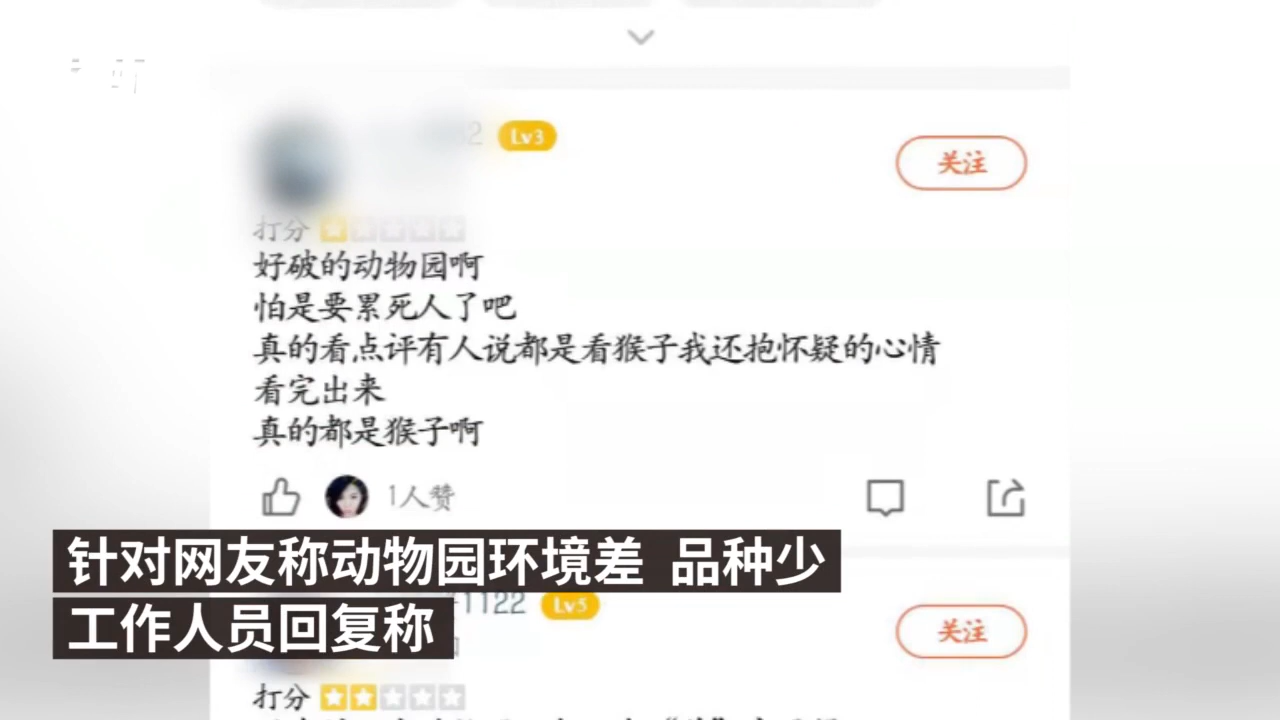 Lv3
关注
打分
好破的动物园啊
怕是要累死人了吧
真的看点评有人说都是看猴子我还抱怀疑的心情
看完出来
真的都是猴子啊
1人赞
针对网友称动物园环境差 品种少
工作人员回复称
1122
Lv5
关注
打分